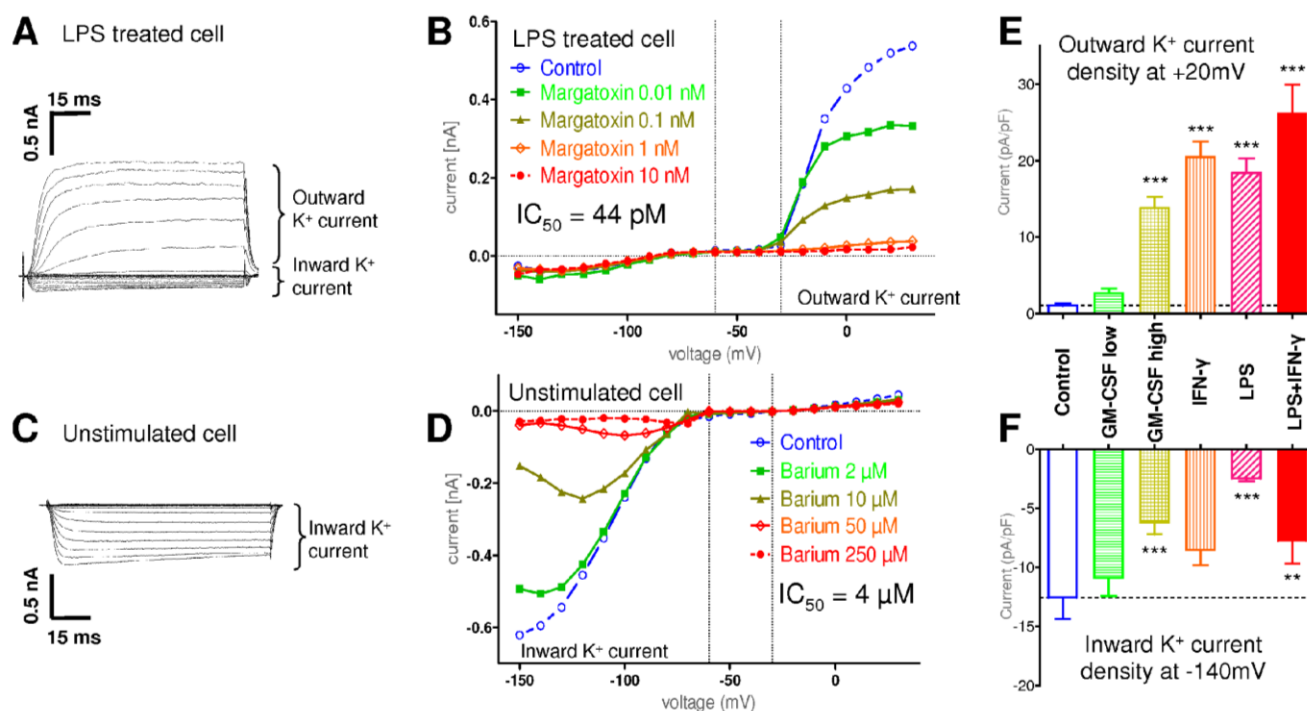 A
LPS treated cell
15 ms
0.5 nA
Outward
K⁺ current
Inward K⁺
current
B
LPS treated cell
Control
Margatoxin 0.01 nM
Margatoxin 0.1 nM
Margatoxin 1 nM
Margatoxin 10 nM
IC₅₀ = 44 pM
current [nA]
0.6
0.4
0.2
0.0
Outward K⁺ current
-150
-100
-50
0
voltage (mV)
C
Unstimulated cell
Inward K⁺
current
0.5 nA
15 ms
D
Unstimulated cell
Control
Barium 2 µM
Barium 10 µM
Barium 50 µM
Barium 250 µM
IC₅₀ = 4 µM
current [nA]
0.0
-0.2
-0.4
-0.6
Inward K⁺ current
-150
-100
-50
0
voltage (mV)
E
Outward K⁺ current
density at +20mV
Current (pA/pF)
30
20
10
0
***
***
***
***
Control
GM-CSF low
GM-CSF high
IFN-γ
LPS
LPS+IFN-γ
F
Current (pA/pF)
0
-5
-10
-15
-20
***
***
**
Inward K⁺ current
density at -140mV